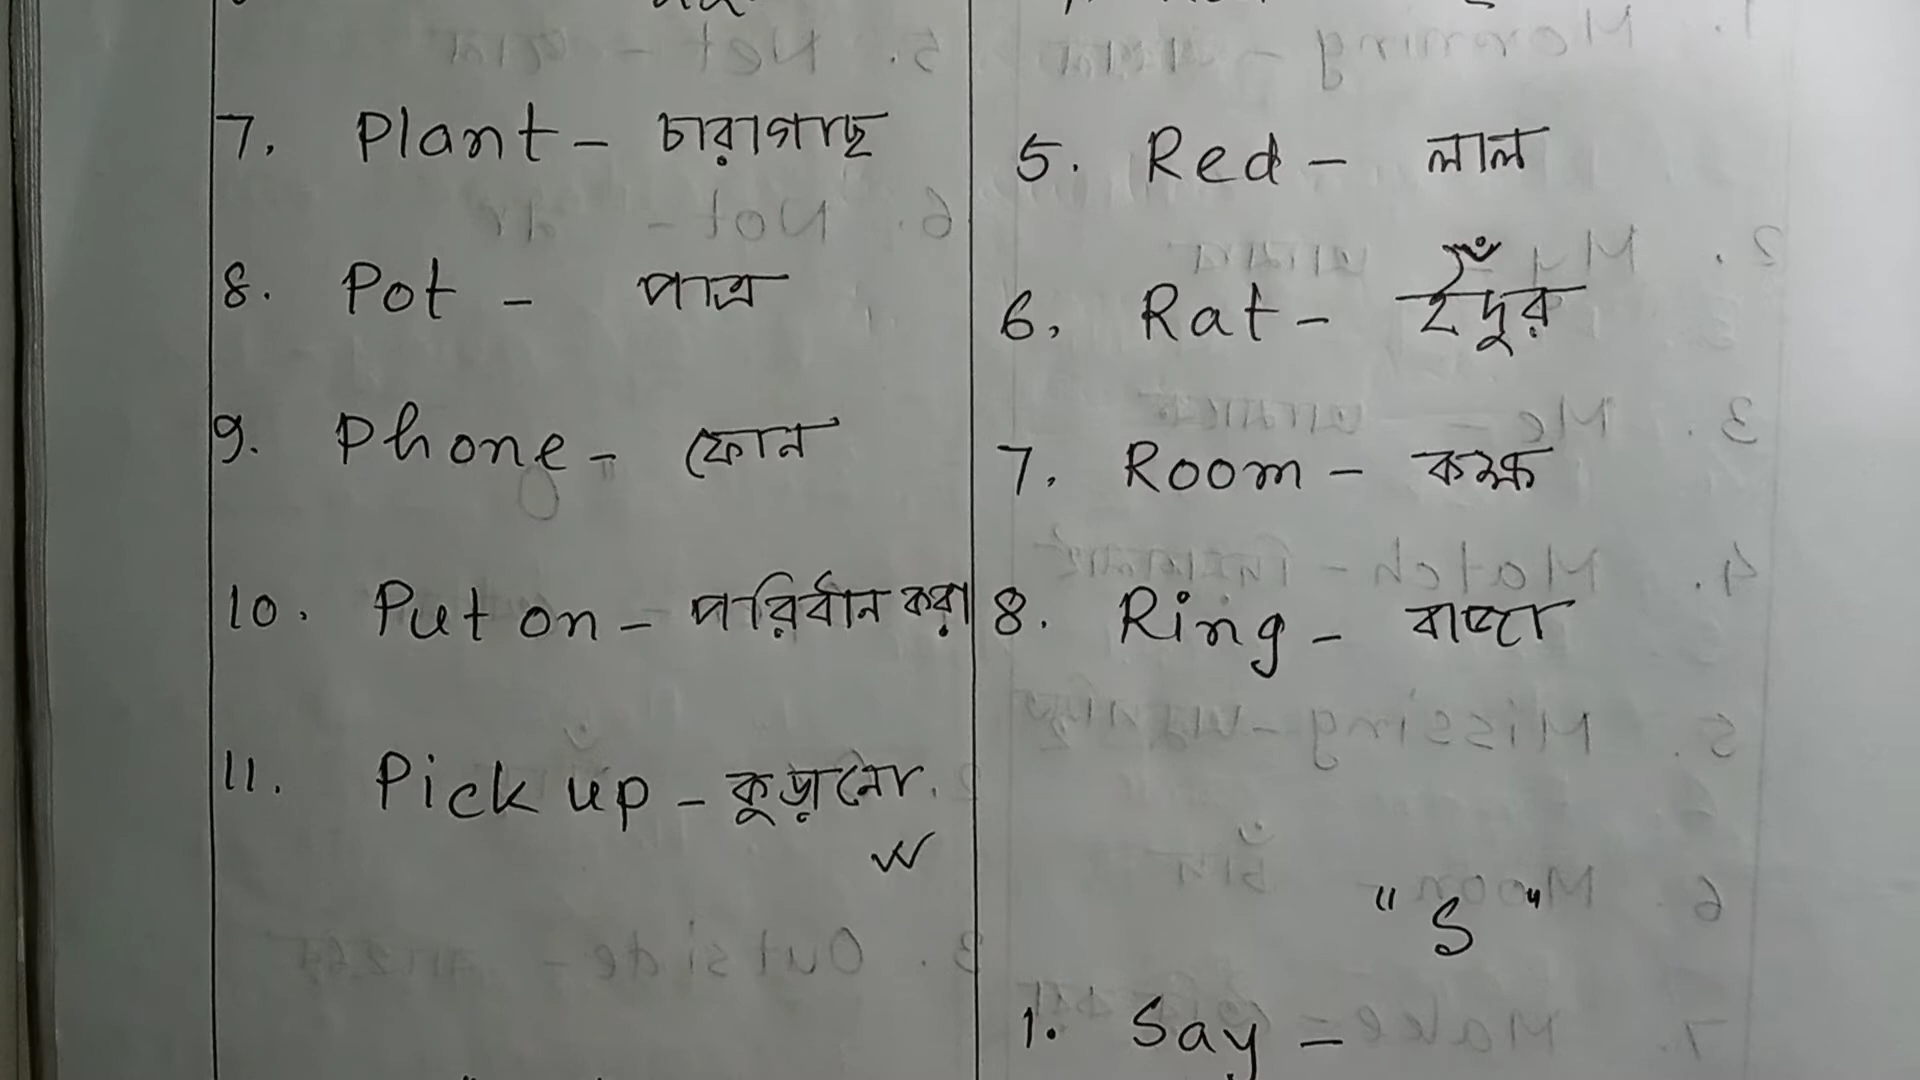 7. Plant - চারাগাছ
8. Pot - পাত্র
9. Phone - ফোন
10. Put on - পরিধান করা
11. Pick up - কুড়ানো
5. Red - লাল
6. Rat - ইঁদুর
7. Room - কক্ষ
8. Ring -
"S"
1. Say =